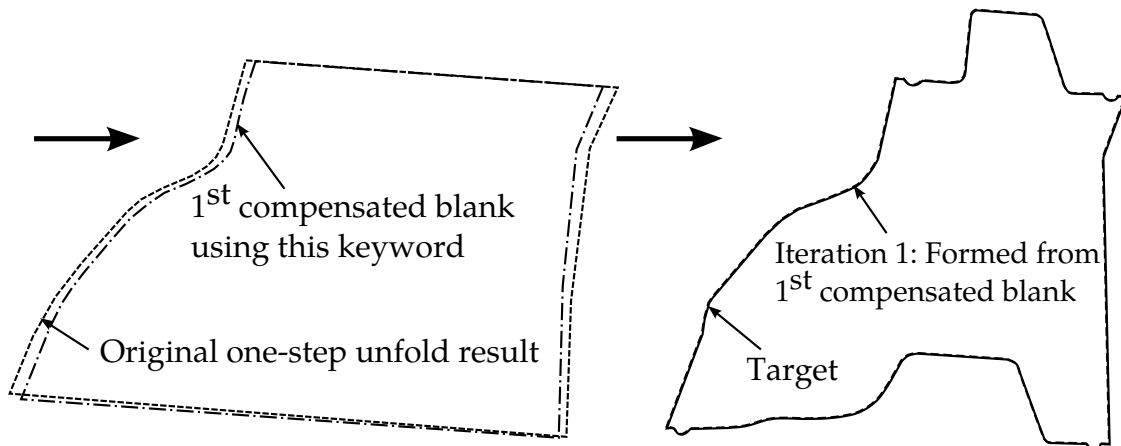 1st compensated blank
using this keyword
Original one-step unfold result
Iteration 1: Formed from
1st compensated blank
Target